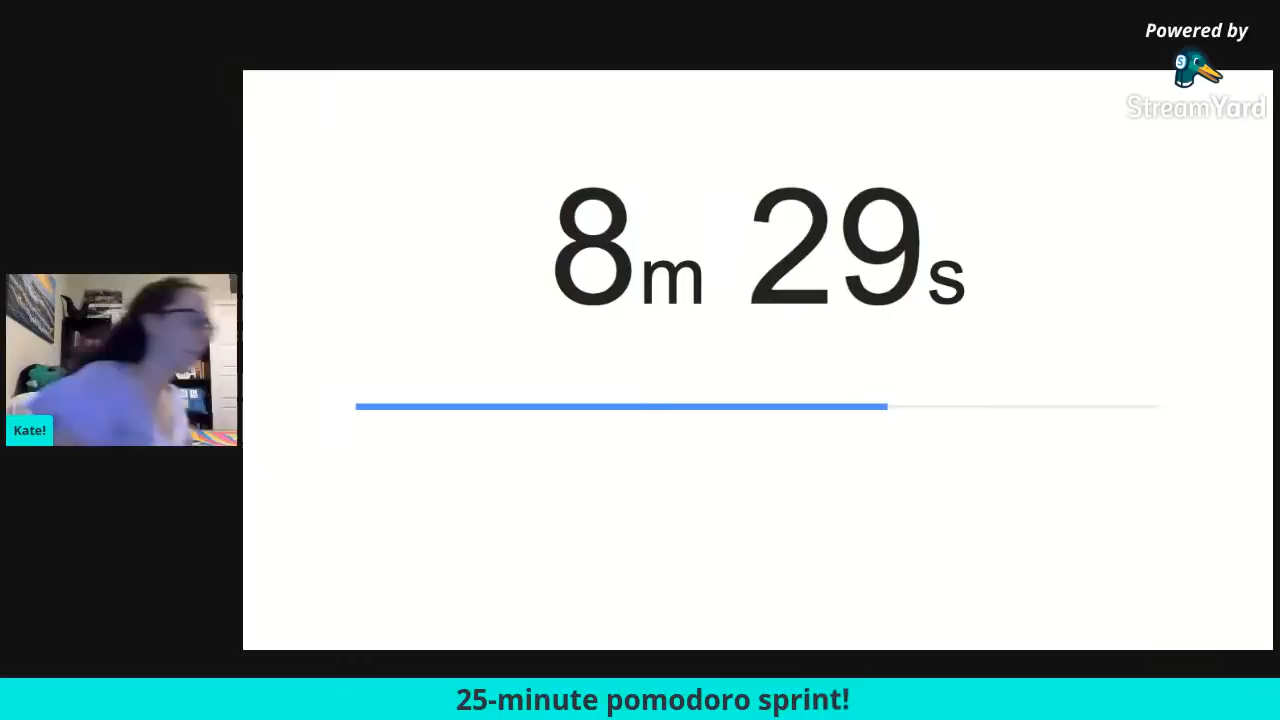 Powered by
S
StreamYard
8m 29s
Kate!
25-minute pomodoro sprint!